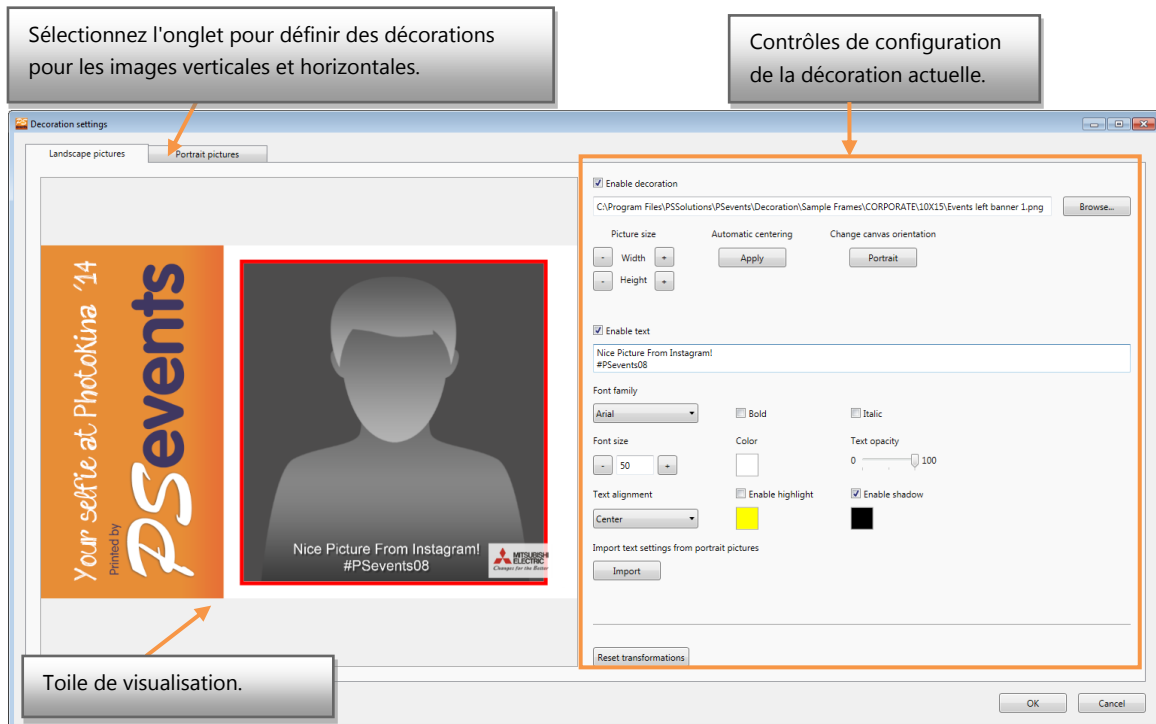 Sélectionnez l'onglet pour définir des décorations
pour les images verticales et horizontales.
Contrôles de configuration
de la décoration actuelle.
Decoration settings
Landscape pictures
Portrait pictures
Your selfie at Photokina '14
Printed by
PSevents
Nice Picture From Instagram!
#PSevents08
MITSUBISHI
ELECTRIC
Changes for the Better
Enable decoration
C:\Program Files\PSSolutions\PSevents\Decoration\Sample Frames\CORPORATE\10X15\Events left banner 1.png
Browse...
Picture size
Automatic centering
Change canvas orientation
- Width +
Apply
Portrait
- Height +
Enable text
Nice Picture From Instagram!
#PSevents08
Font family
Arial
Bold
Italic
Font size
Color
Text opacity
- 50 +
0 100
Text alignment
Enable highlight
Enable shadow
Center
Import text settings from portrait pictures
Import
Reset transformations
Toile de visualisation.
OK
Cancel